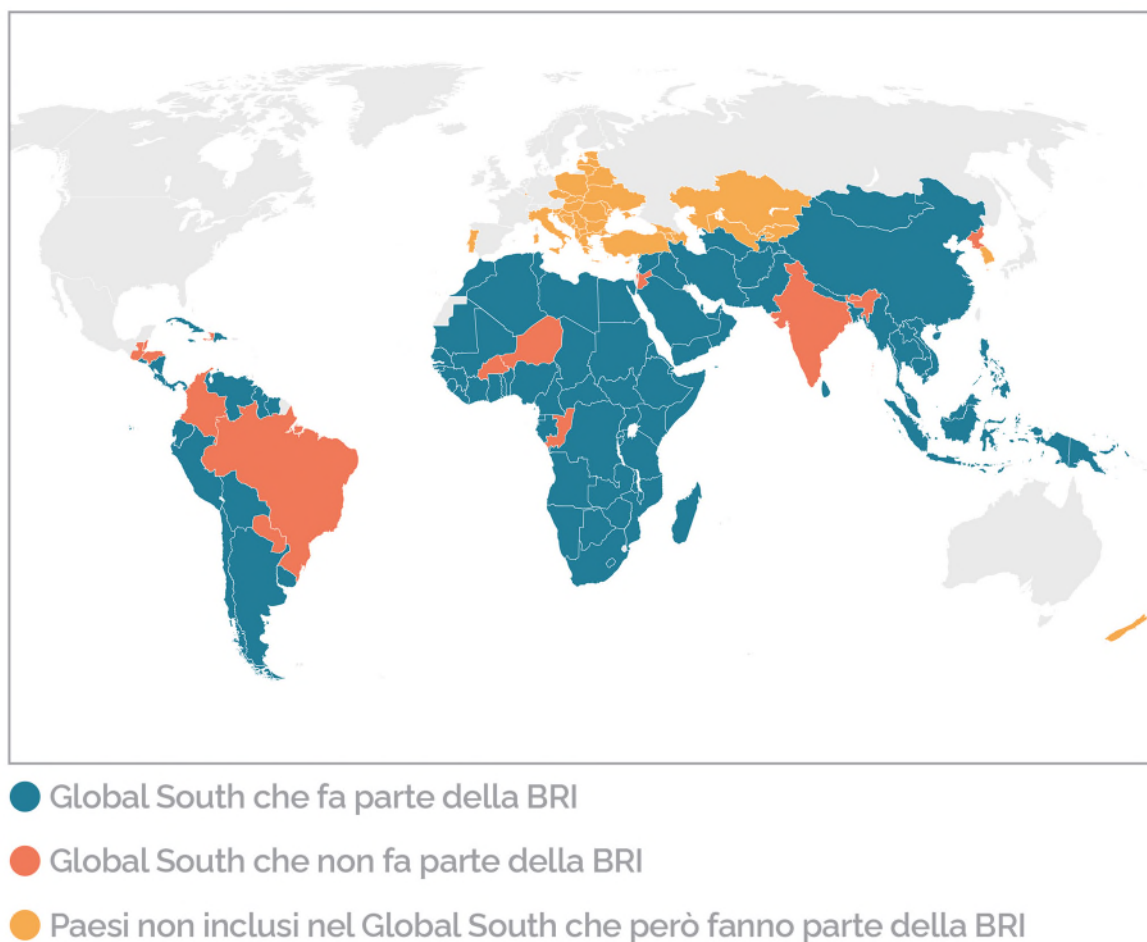 Global South che fa parte della BRI
Global South che non fa parte della BRI
Paesi non inclusi nel Global South che però fanno parte della BRI